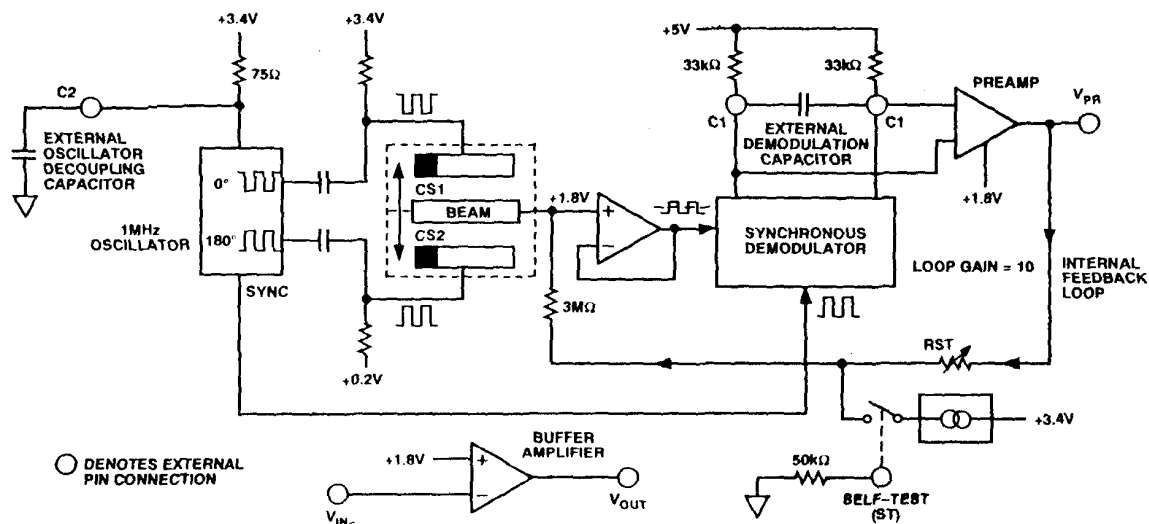 +3.4V
+3.4V
+5V
75Ω
33kΩ
33kΩ
PREAMP
C2
VPR
C1
C1
EXTERNAL
OSCILLATOR
DECOUPLING
CAPACITOR
EXTERNAL
DEMODULATION
CAPACITOR
0°
CS1
+1.8V
BEAM
+1.8V
+
−
1MHz
OSCILLATOR
180°
CS2
SYNCHRONOUS
DEMODULATOR
LOOP GAIN = 10
INTERNAL
FEEDBACK
LOOP
SYNC
3MΩ
RST
+0.2V
+3.4V
BUFFER
AMPLIFIER
DENOTES EXTERNAL
PIN CONNECTION
+1.8V
+
−
50kΩ
VOUT
SELF-TEST
(ST)